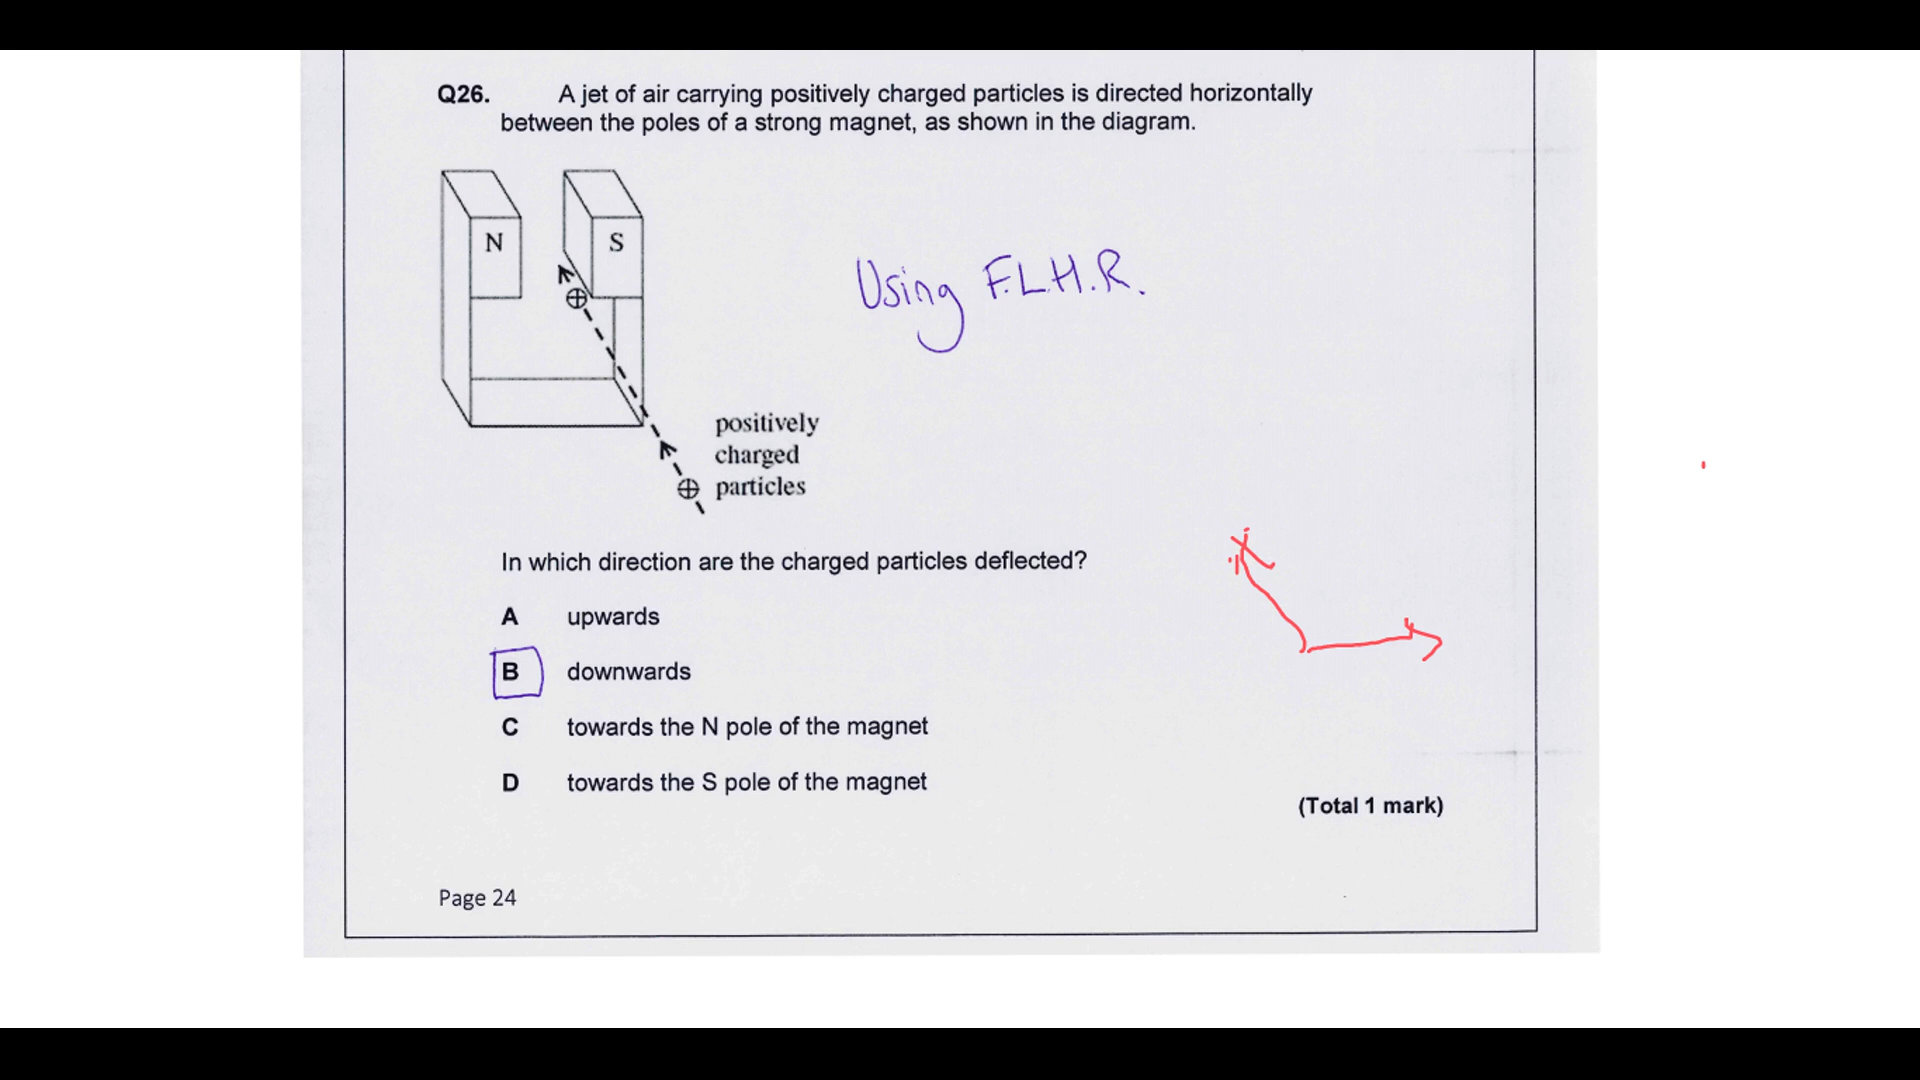 Q26. A jet of air carrying positively charged particles is directed horizontally
between the poles of a strong magnet, as shown in the diagram.
N S
Using F.L.H.R.
positively
charged
particles
In which direction are the charged particles deflected?
A upwards
B downwards
C towards the N pole of the magnet
D towards the S pole of the magnet
(Total 1 mark)
Page 24